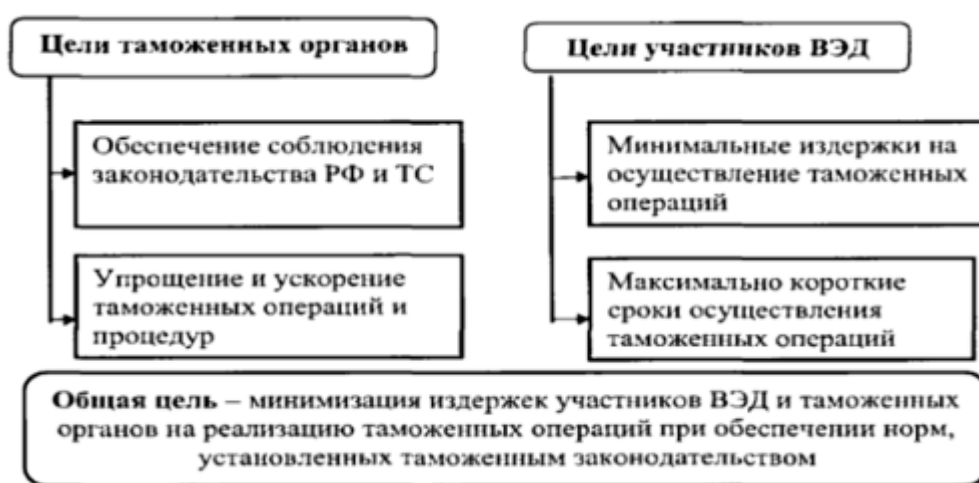 Цели таможенных органов
Обеспечение соблюдения
законодательства РФ и ТС
Упрощение и ускорение
таможенных операций и
процедур
Цели участников ВЭД
Минимальные издержки на
осуществление таможенных
операций
Максимально короткие
сроки осуществления
таможенных операций
Общая цель – минимизация издержек участников ВЭД и таможенных
органов на реализацию таможенных операций при обеспечении норм,
установленных таможенным законодательством